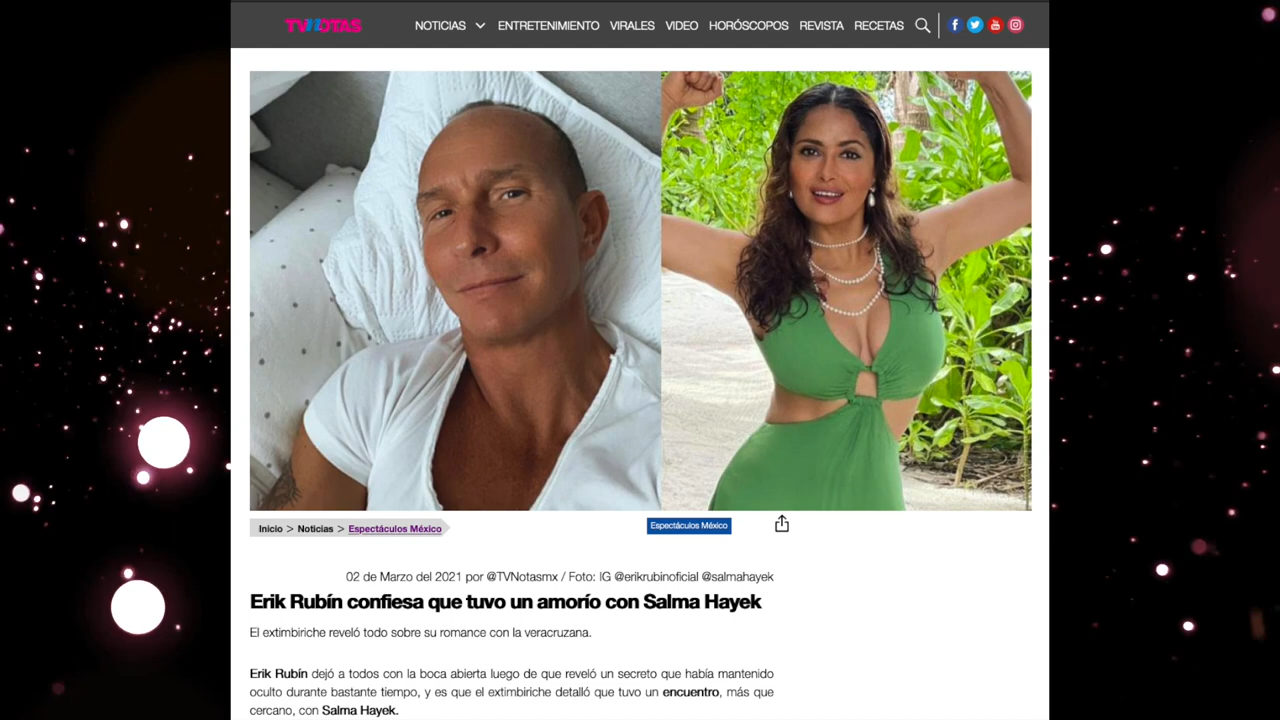 TVNOTAS
NOTICIAS ENTRETENIMIENTO VIRALES VIDEO HORÓSCOPOS REVISTA RECETAS
Inicio > Noticias > Espectáculos México
Espectáculos México
02 de Marzo del 2021 por @TVNotasmx / Foto: IG @erikrubinoficial @salmahayek
Erik Rubín confiesa que tuvo un amorío con Salma Hayek
El extimbiriche reveló todo sobre su romance con la veracruzana.
Erik Rubín dejó a todos con la boca abierta luego de que reveló un secreto que había mantenido
oculto durante bastante tiempo, y es que el extimbiriche detalló que tuvo un encuentro, más que
cercano, con Salma Hayek.